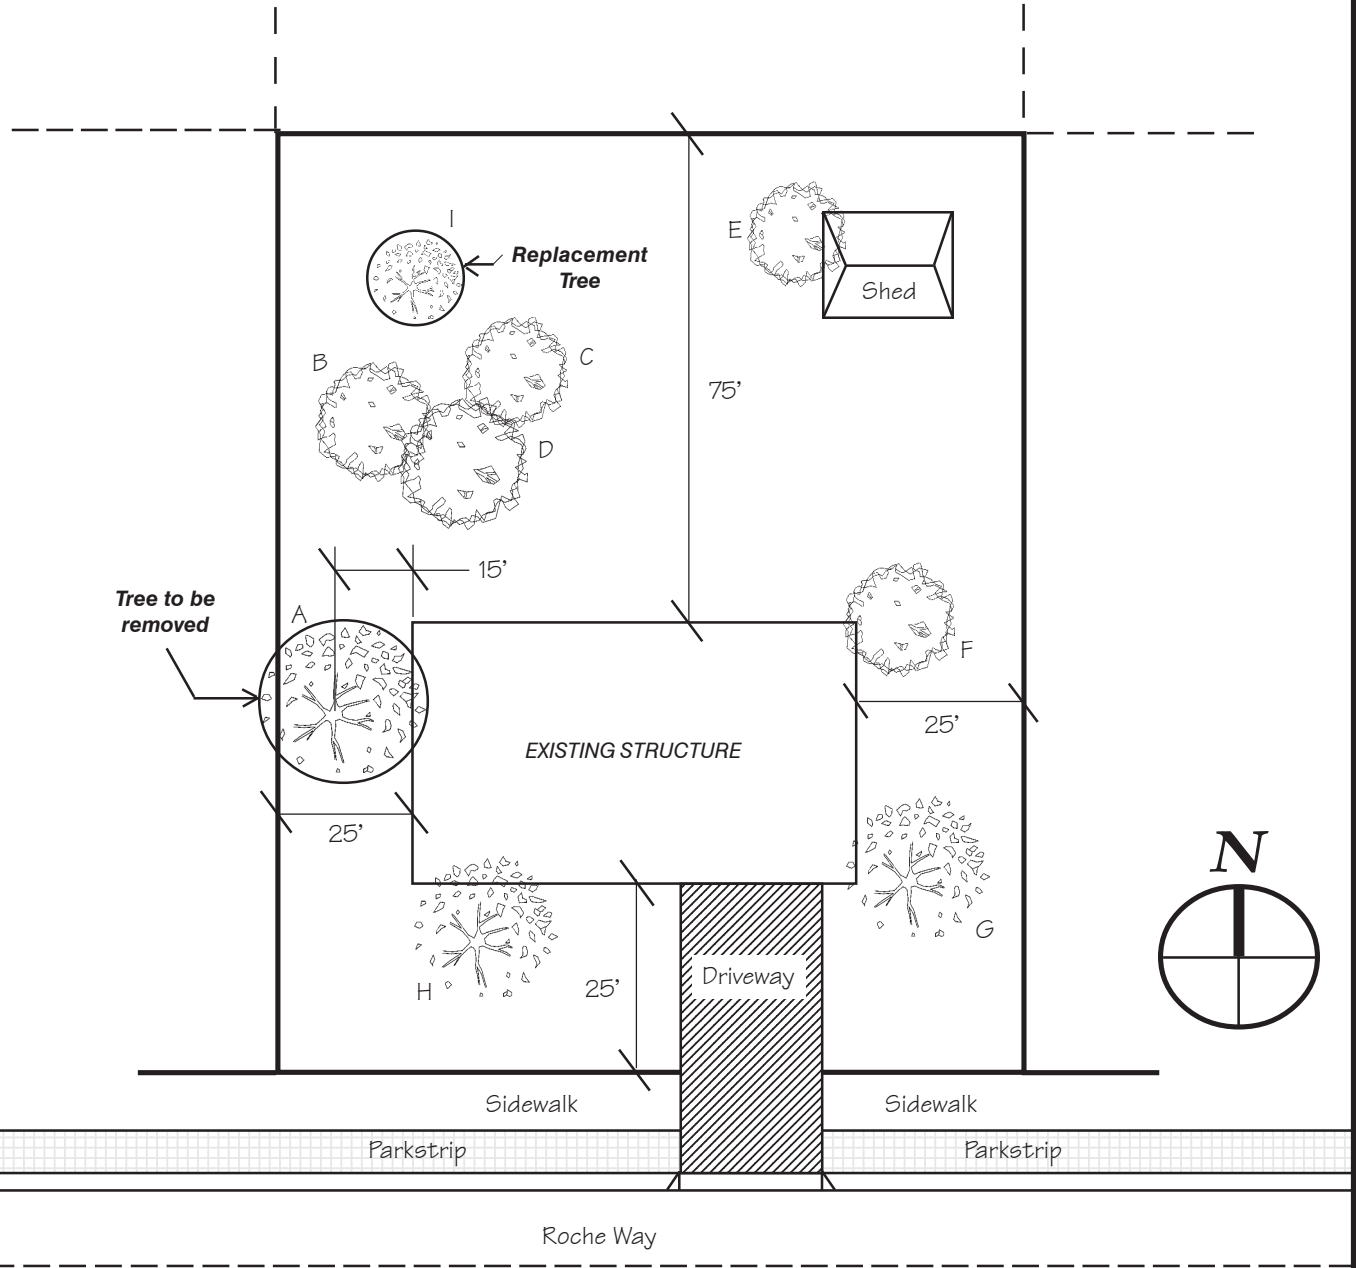 I
E
Replacement
Tree
Shed
B
C
75’
D
15’
Tree to be
removed
A
F
25’
EXISTING STRUCTURE
25’
N
G
Driveway
H
25’
Sidewalk
Sidewalk
Parkstrip
Parkstrip
Roche Way